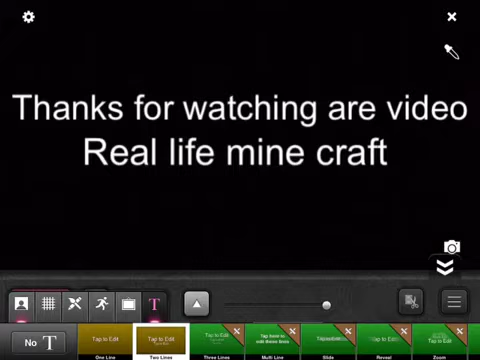 Thanks for watching are video
Real life mine craft
T
No T
Tap to Edit
Tap to Edit
One Line
Two Lines
Three Lines
Multi Line
Slide
Reveal
Zoom